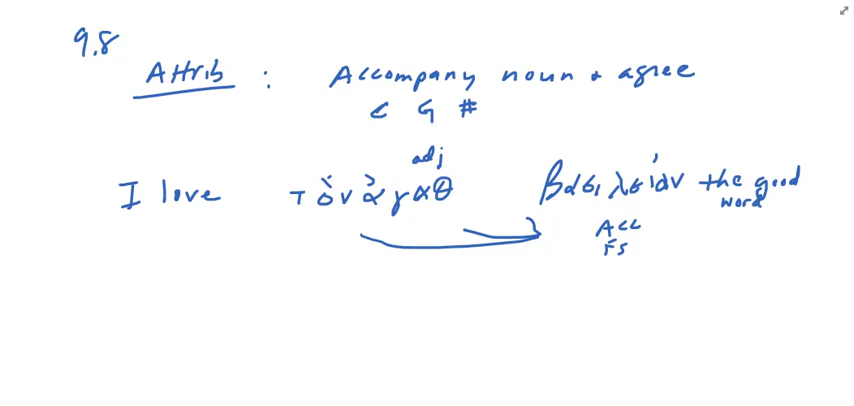 9.8
Attrib : Accompany noun + agree
C G #
adj
I love τὸν ἀγαθ βασιλείαν the good
word
Acc
FS